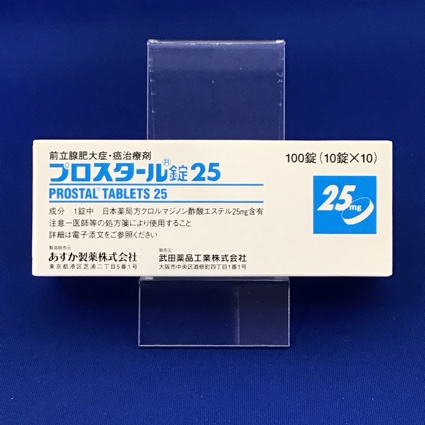 前立腺肥大症・癌治療剤
プロスタール®錠25
PROSTAL® TABLETS 25
100錠(10錠×10)
25mg
成分 1錠中 日本薬局方クロルマジノン酢酸エステル25mg含有
注意-医師等の処方箋により使用すること
詳細は電子添文をご参照ください
製造販売元
あすか製薬株式会社
東京都港区芝浦二丁目5番1号
販売元
武田薬品工業株式会社
大阪市中央区道修町四丁目1番1号